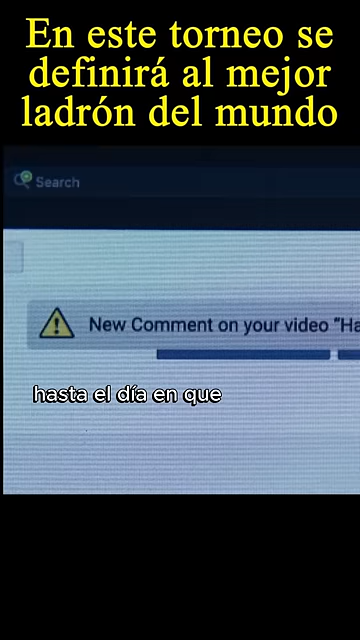 En este torneo se
definirá al mejor
ladrón del mundo
Search
New Comment on your video "Ha
hasta el día en que